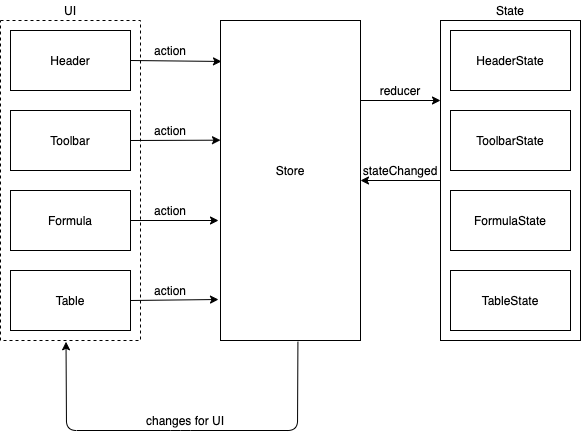 UI
State
Header
action
HeaderState
reducer
Toolbar
action
ToolbarState
Store
stateChanged
Formula
action
FormulaState
Table
action
TableState
changes for UI